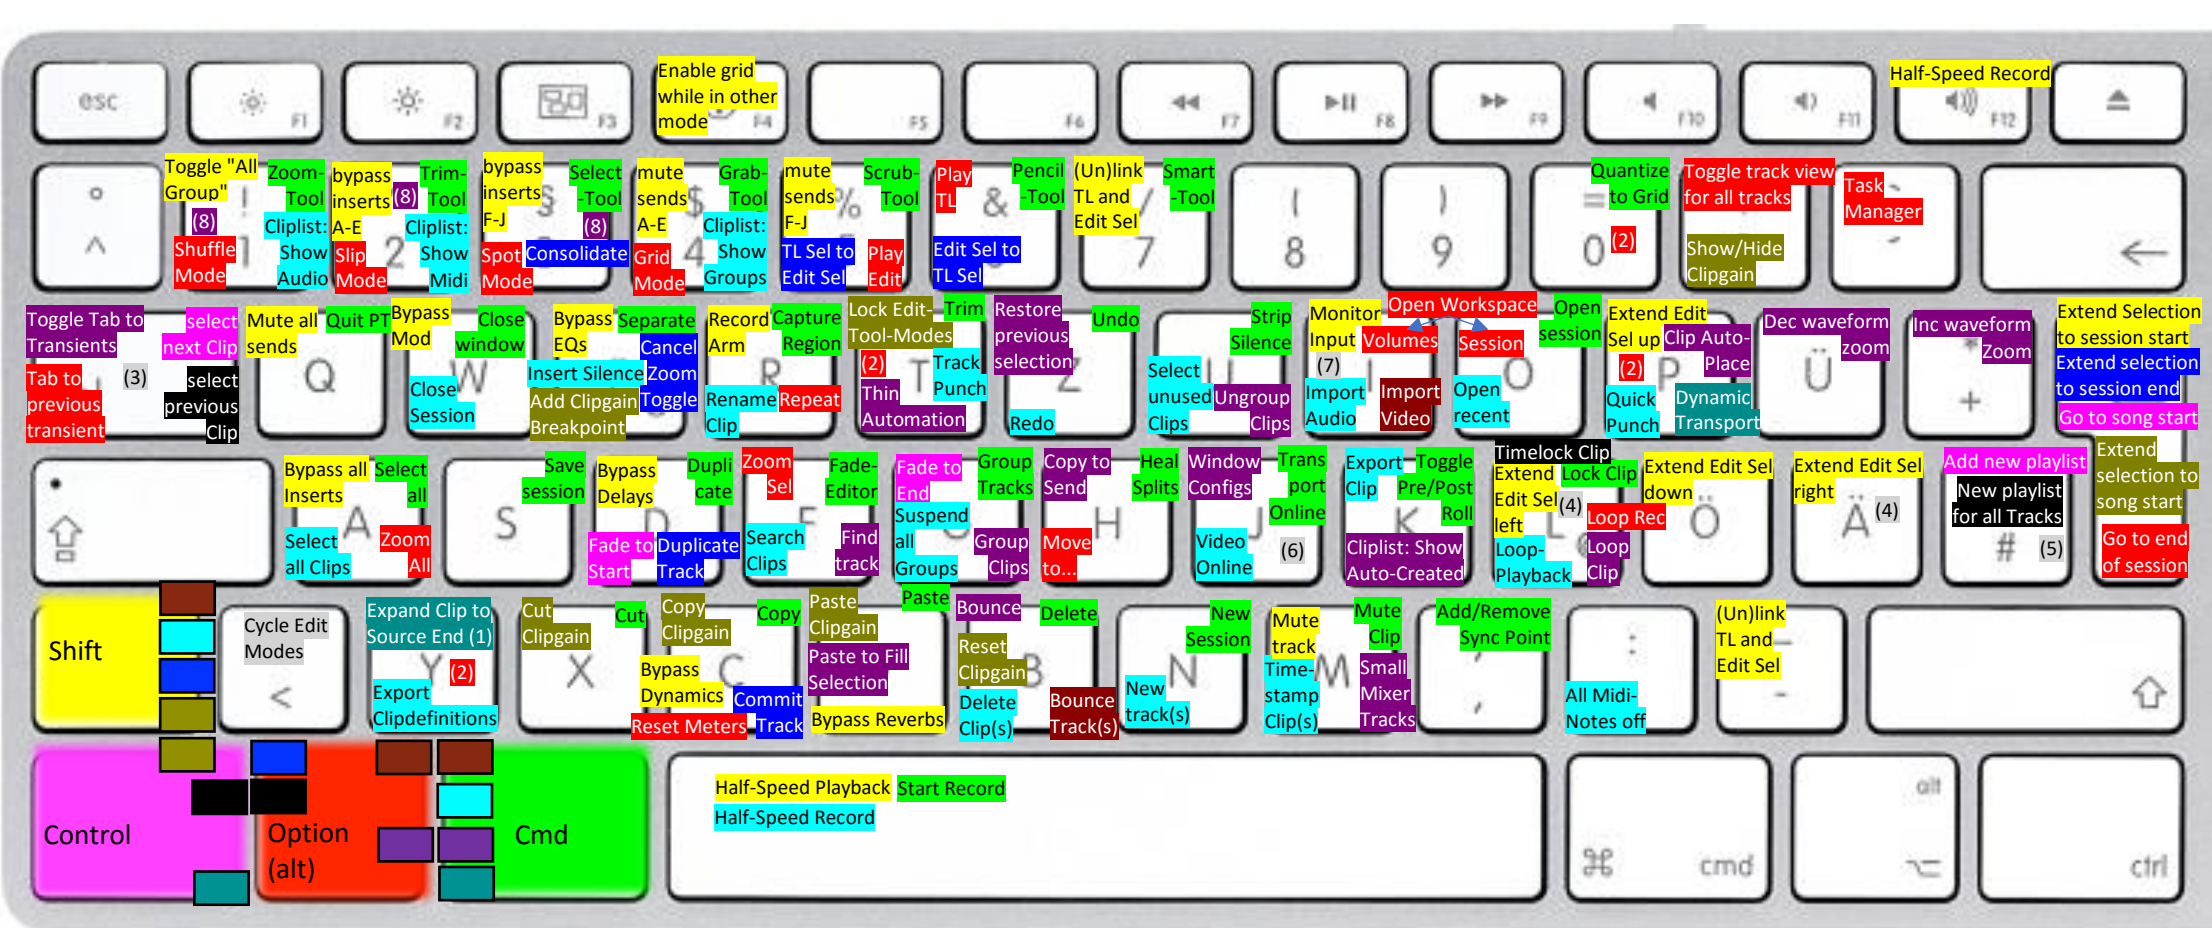 esc
F1
F2
F3
Enable grid
while in other
mode
F4
F5
F6
F7
F8
F9
F10
F11
Half-Speed Record
F12
°
^
Toggle "All
Group"
(8)
Shuffle
Mode
!
1
Zoom-
Tool
Cliplist:
Show
Audio
bypass
inserts
A-E
(8)
Slip
Mode
2
Trim-
Tool
Cliplist:
Show
Midi
bypass
inserts
F-J
§
Select
-Tool
(8)
Spot
Mode
Consolidate
mute
sends
A-E
$
Grab-
Tool
Grid
Mode
4
Cliplist:
Show
Groups
mute
sends
F-J
%
Scrub-
Tool
TL Sel to
Edit Sel
Play
Edit
Play
TL
&
Pencil
-Tool
Edit Sel to
TL Sel
(Un)link
TL and
Edit Sel
/
7
Smart
-Tool
(
8
)
9
Quantize
to Grid
=
0
(2)
Toggle track view
for all tracks
Show/Hide
Clipgain
Task
Manager
Toggle Tab to
Transients
select
next Clip
Tab to
previous
transient
(3)
select
previous
Clip
Mute all
sends
Quit PT
Q
Bypass
Mod
Close
window
W
Close
Session
Bypass
EQs
Separate
Cancel
Zoom
Toggle
Insert Silence
Add Clipgain
Breakpoint
Record
Arm
Capture
Region
R
Rename
Clip
Repeat
Lock Edit-
Tool-Modes
Trim
(2)
T
Track
Punch
Thin
Automation
Restore
previous
selection
Undo
Z
Redo
Strip
Silence
U
Select
unused
Clips
Ungroup
Clips
Monitor
Input
(7)
Open Workspace
Volumes
Session
I
Import
Audio
Import
Video
Open
session
O
Open
recent
Extend Edit
Sel up
Clip Auto-
Place
(2)
P
Quick
Punch
Dynamic
Transport
Dec waveform
zoom
Ü
Inc waveform
Zoom
*
+
Extend Selection
to session start
Extend selection
to session end
Go to song start
Extend
selection to
song start
Go to end
of session
Bypass all
Inserts
Select
all
A
Select
all Clips
Zoom
All
Save
session
S
Bypass
Delays
Dupli
cate
D
Fade to
Start
Duplicate
Track
Zoom
Sel
Fade-
Editor
F
Search
Clips
Find
track
Fade to
End
Group
Tracks
Suspend
all
Groups
Group
Clips
Copy to
Send
Heal
Splits
H
Move
to...
Window
Configs
Trans
port
Online
J
Video
Online
(6)
Export
Clip
Toggle
Pre/Post
Roll
K
Cliplist: Show
Auto-Created
Timelock Clip
Extend
Edit Sel
left
Lock Clip
(4)
L
Loop Rec
Loop-
Playback
@
Loop
Clip
Extend Edit Sel
down
Ö
Extend Edit Sel
right
Ä
(4)
Add new playlist
New playlist
for all Tracks
#
(5)
Shift
Cycle Edit
Modes
<
Expand Clip to
Source End (1)
Y
(2)
Export
Clipdefinitions
Cut
Clipgain
Cut
X
Copy
Clipgain
Copy
Bypass
Dynamics
C
Commit
Track
Reset Meters
Paste
Clipgain
Paste
Paste to Fill
Selection
Bypass Reverbs
Bounce
Delete
Reset
Clipgain
B
Delete
Clip(s)
Bounce
Track(s)
New
Session
N
New
track(s)
Mute
track
Mute
Clip
Time-
stamp
Clip(s)
M
Small
Mixer
Tracks
Add/Remove
Sync Point
;
,
:
All Midi-
Notes off
(Un)link
TL and
Edit Sel
-
Control
Option
(alt)
Cmd
Half-Speed Playback
Start Record
Half-Speed Record
⌘
cmd
alt
⌥
ctrl